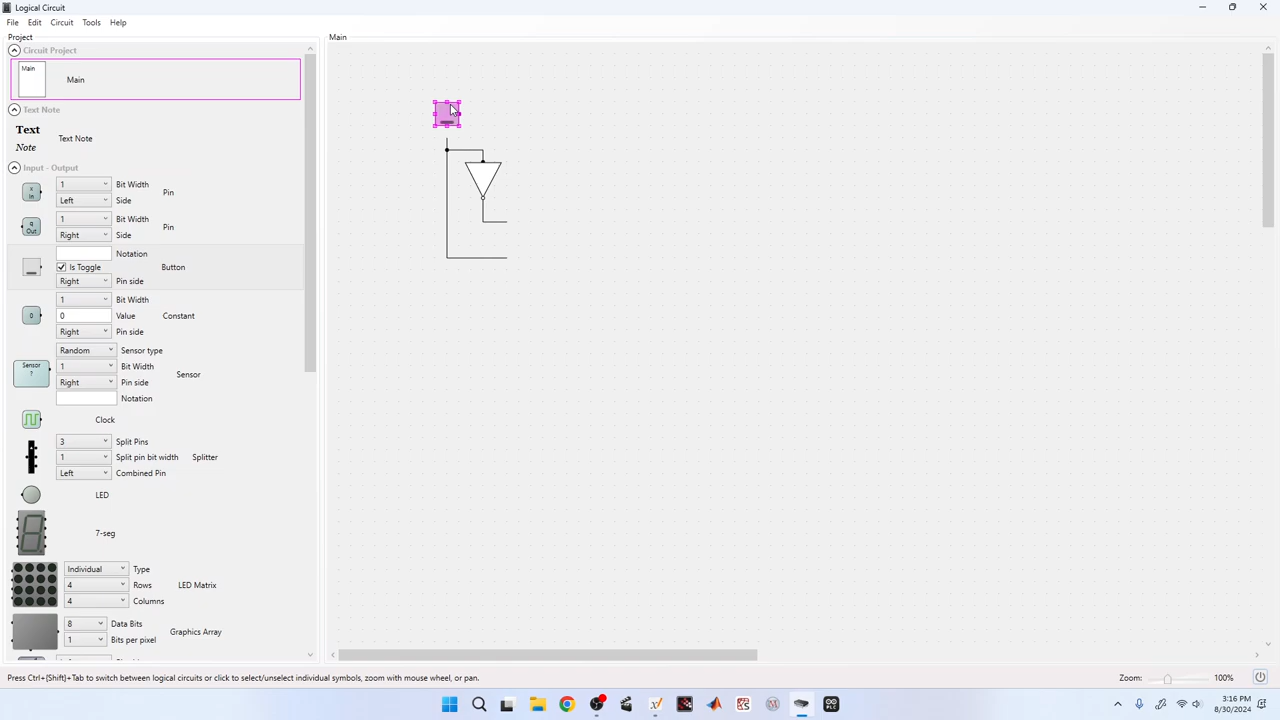 Logical Circuit
File Edit Circuit Tools Help
Project
Main
Circuit Project
Main
Main
Text Note
Text
Note
Text Note
Input - Output
x
In
1
Bit Width
Left
Side
Pin
q
Out
1
Bit Width
Right
Side
Pin
Notation
Is Toggle
Button
Right
Pin side
0
1
Bit Width
0
Value
Constant
Right
Pin side
Sensor
?
Random
Sensor type
1
Bit Width
Right
Pin side
Sensor
Notation
Clock
3
Split Pins
1
Split pin bit width
Splitter
Left
Combined Pin
LED
7-seg
Individual
Type
4
Rows
LED Matrix
4
Columns
8
Data Bits
1
Bits per pixel
Graphics Array
Press Ctrl+[Shift]+Tab to switch between logical circuits or click to select/unselect individual symbols, zoom with mouse wheel, or pan.
Zoom:
100%
PLC
3:16 PM
8/30/2024